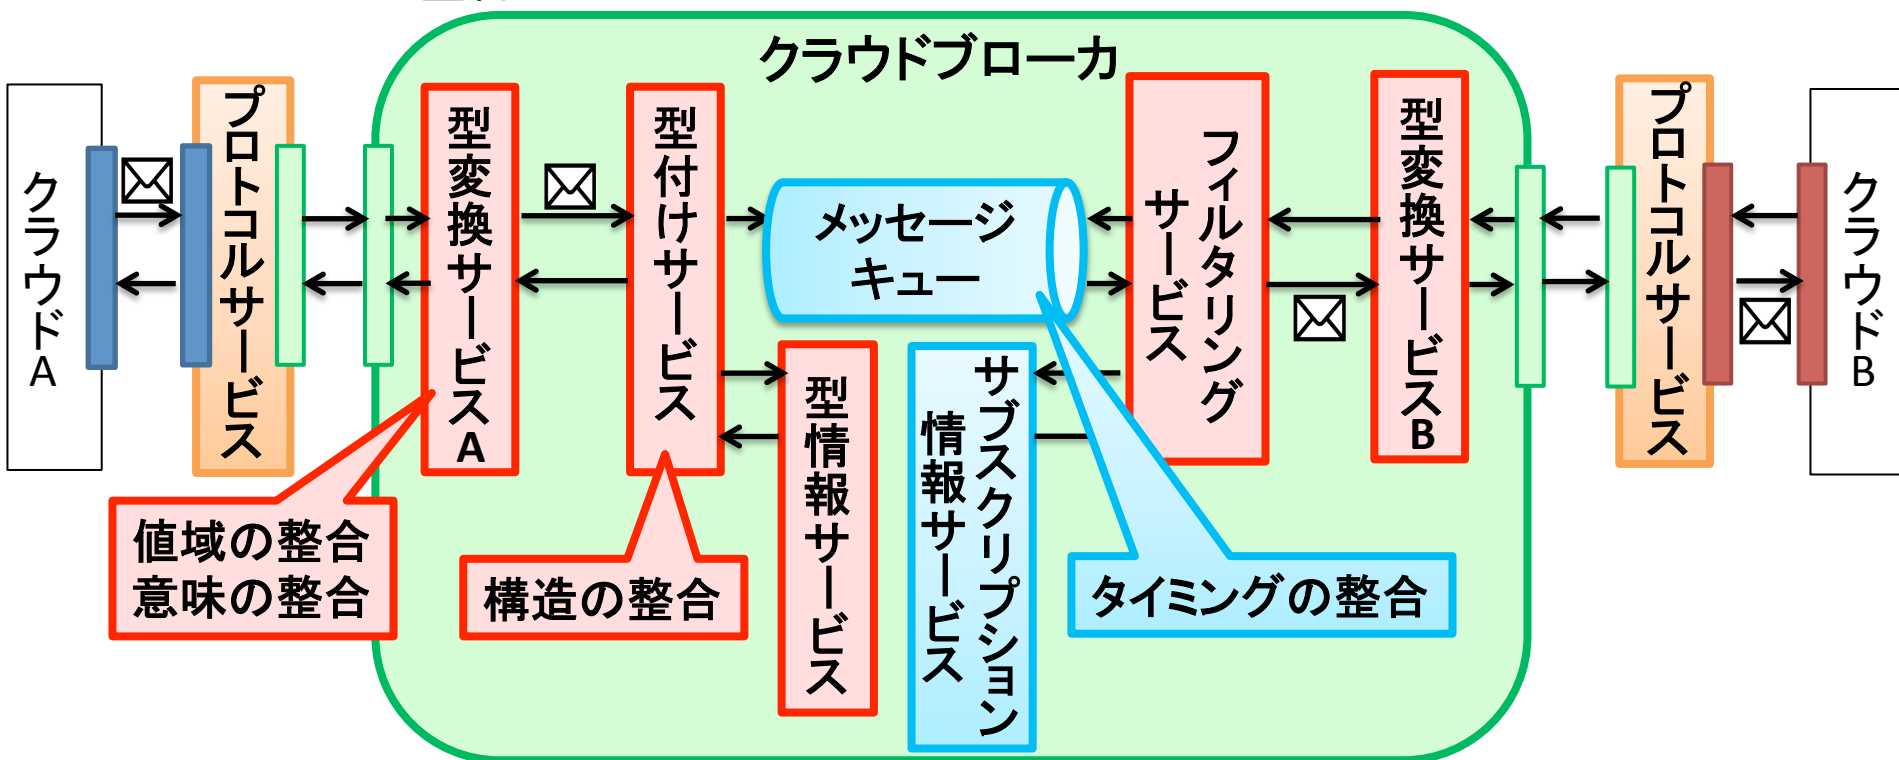 クラウドブローカ
クラウドA
プロトコルサービス
型変換サービスA
型付けサービス
メッセージ
キュー
フィルタリング
サービス
型変換サービスB
プロトコルサービス
クラウドB
型情報サービス
サブスクリプション
情報サービス
値域の整合
意味の整合
構造の整合
タイミングの整合